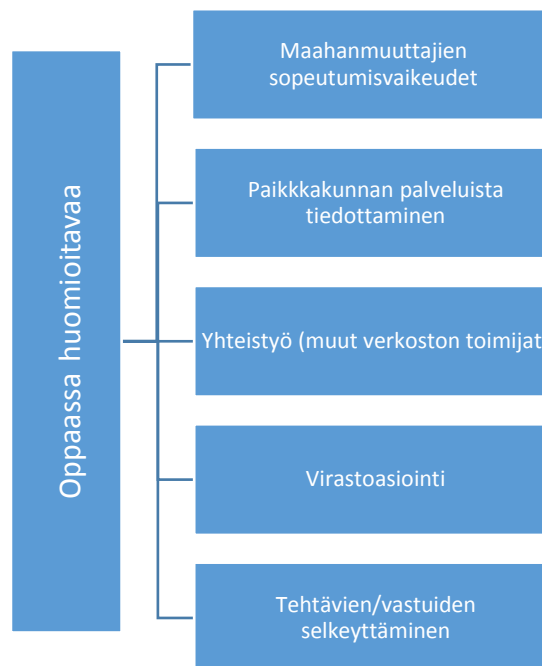 Oppaassa huomioitavaa
Maahanmuuttajien
sopeutumisvaikeudet
Paikkkakunnan palveluista
tiedottaminen
Yhteistyö (muut verkoston toimijat
Virastoasiointi
Tehtävien/vastuiden
selkeyttäminen